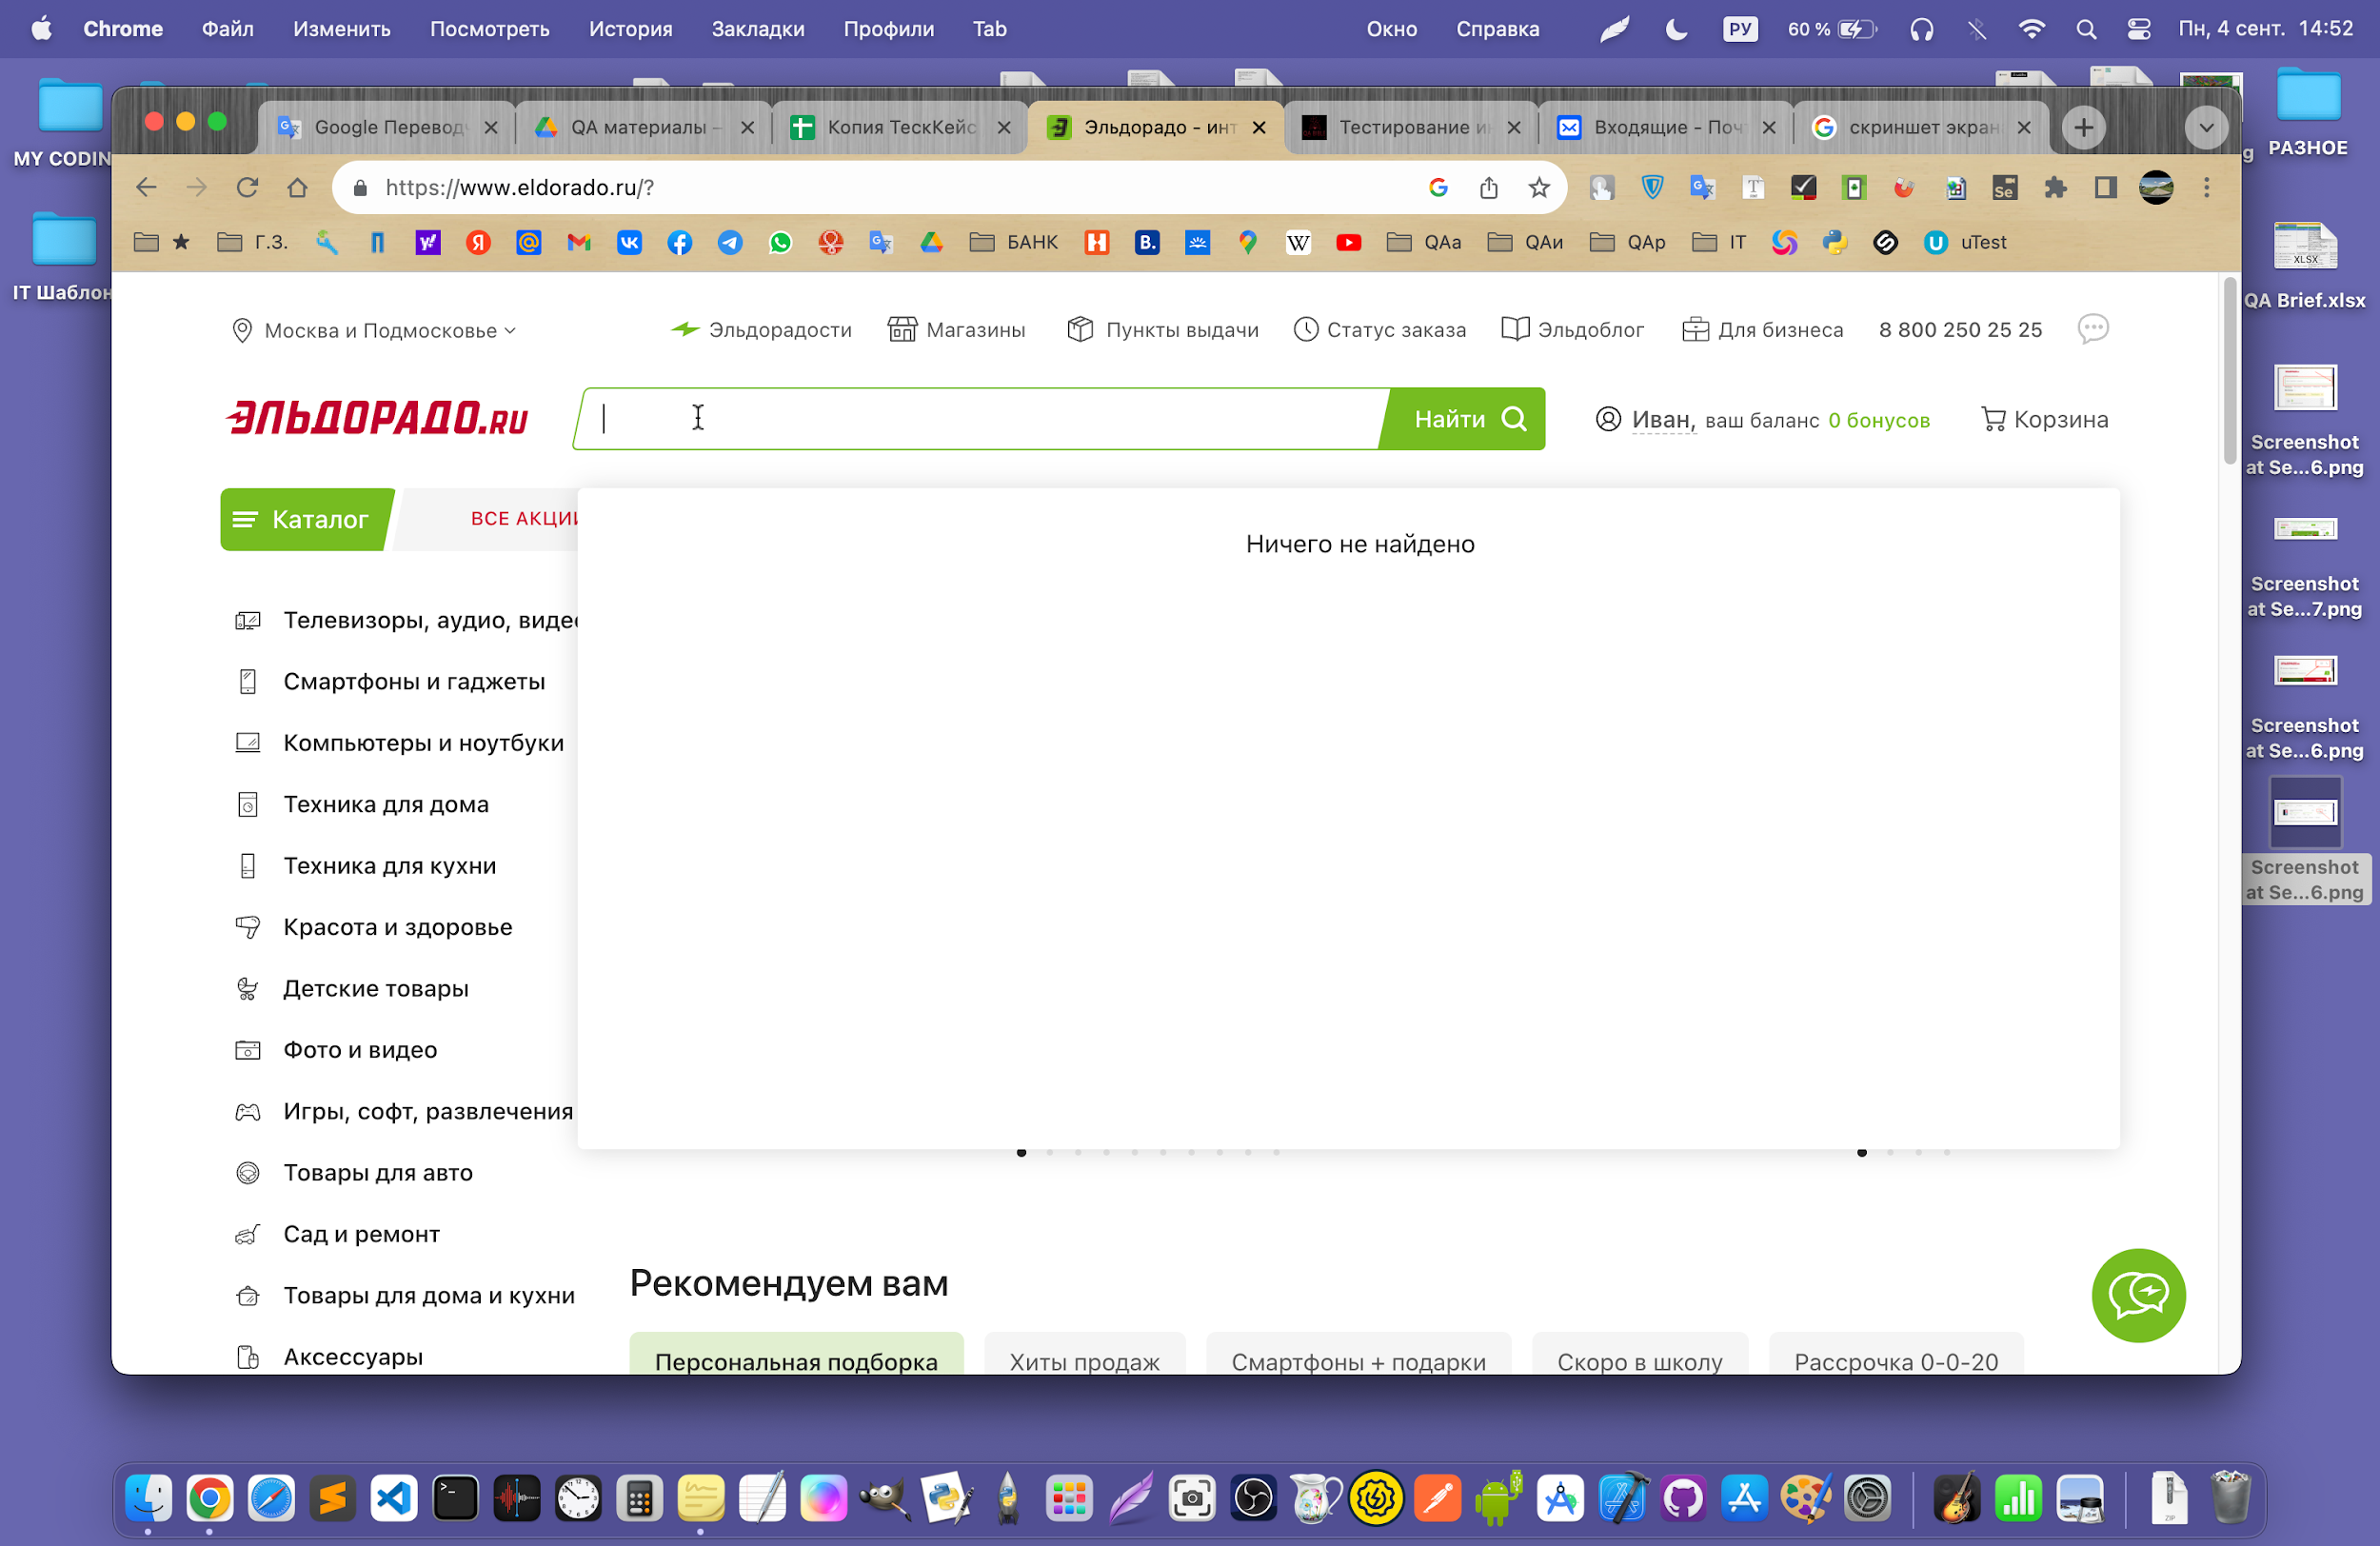 Chrome Файл Изменить Посмотреть История Закладки Профили Tab Окно Справка РУ 60 % Пн, 4 сент. 14:52
MY CODIN
IT Шаблон
Google Перевод ✕ QA материалы – ✕ Копия ТескКейс ✕ Эльдорадо - инт ✕ Тестирование и ✕ Входящие - Поч ✕ скриншет экран ✕
https://www.eldorado.ru/?
Г.З. БАНК QAa QAи QAp IT uTest
Москва и Подмосковье Эльдорадости Магазины Пункты выдачи Статус заказа Эльдоблог Для бизнеса 8 800 250 25 25
ЭЛЬДОРАДО.RU Найти Иван, ваш баланс 0 бонусов Корзина
Каталог ВСЕ АКЦИИ
Ничего не найдено
Телевизоры, аудио, видео
Смартфоны и гаджеты
Компьютеры и ноутбуки
Техника для дома
Техника для кухни
Красота и здоровье
Детские товары
Фото и видео
Игры, софт, развлечения
Товары для авто
Сад и ремонт
Товары для дома и кухни
Аксессуары
Рекомендуем вам
Персональная подборка Хиты продаж Смартфоны + подарки Скоро в школу Рассрочка 0-0-20
g РАЗНОЕ
XLSX
QA Brief.xlsx
Screenshot
at Se...6.png
Screenshot
at Se...7.png
Screenshot
at Se...6.png
Screenshot
at Se...6.png
ZIP